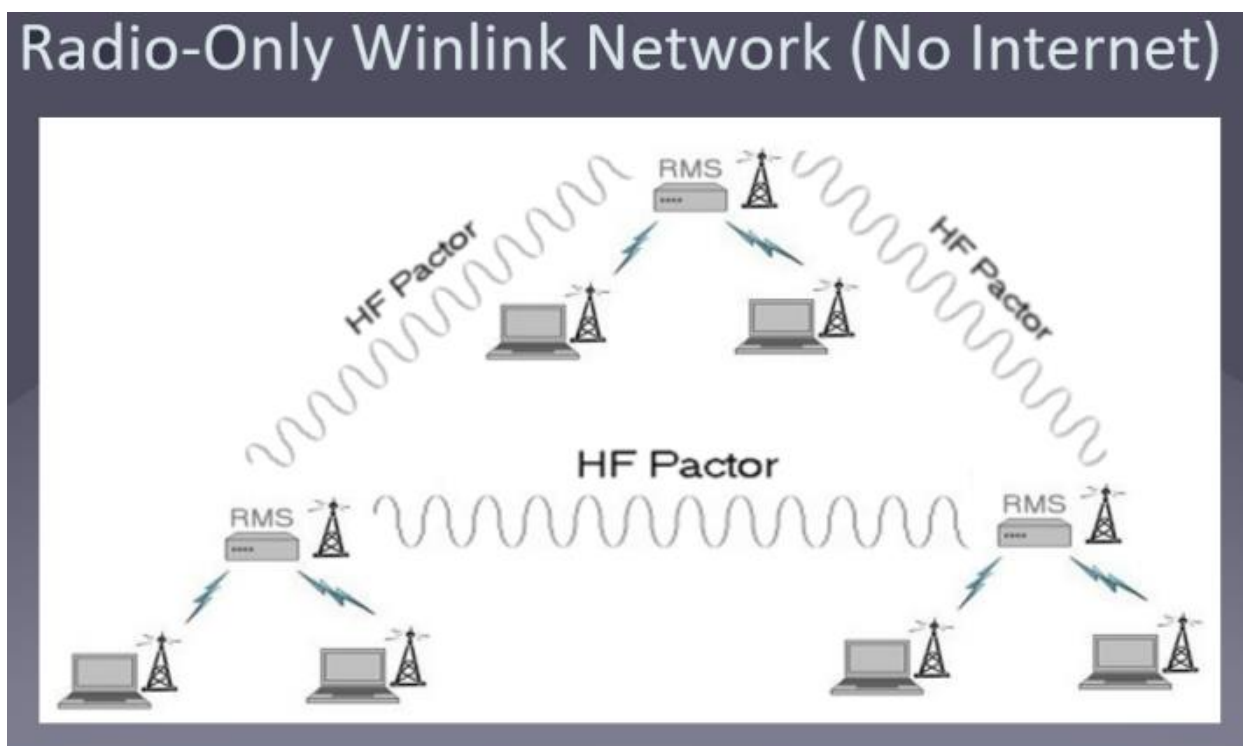 Radio-Only Winlink Network (No Internet)
RMS
HF Pactor
HF Pactor
HF Pactor
RMS
RMS